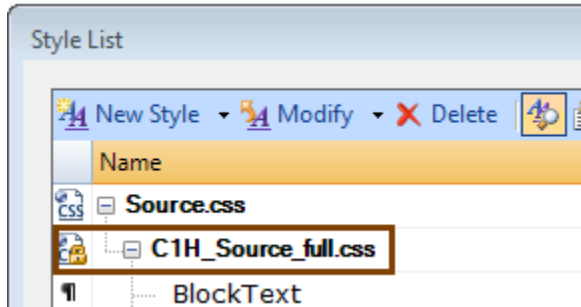 Style List
New Style Modify Delete
Name
Source.css
C1H_Source_full.css
BlockText